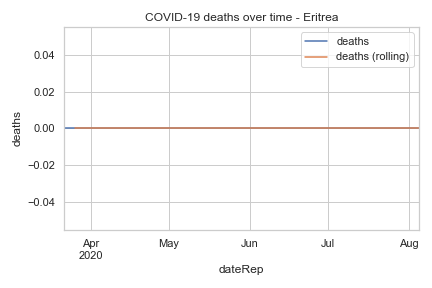 COVID-19 deaths over time - Eritrea
deaths
deaths (rolling)
0.04
0.02
0.00
−0.02
−0.04
deaths
Apr
2020
May
Jun
Jul
Aug
dateRep